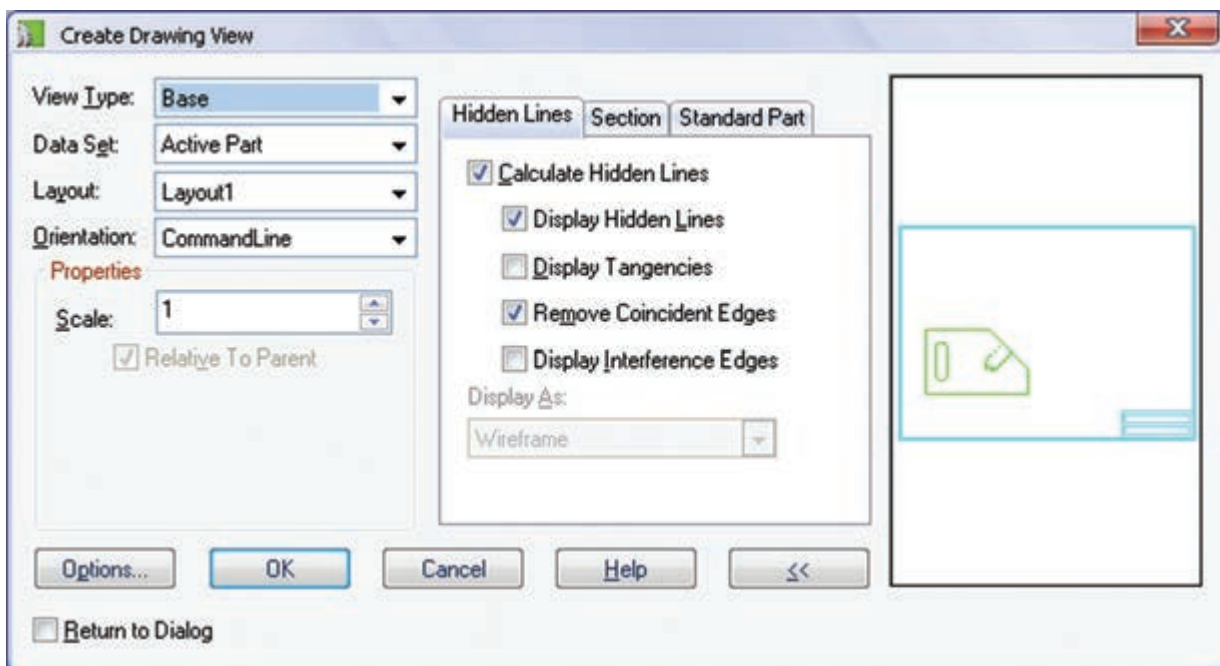 Create Drawing View
View Type: Base
Data Set: Active Part
Layout: Layout1
Orientation: CommandLine
Properties
Scale: 1
Relative To Parent
Hidden Lines Section Standard Part
Calculate Hidden Lines
Display Hidden Lines
Display Tangencies
Remove Coincident Edges
Display Interference Edges
Display As:
Wireframe
Options... OK Cancel Help <<
Return to Dialog